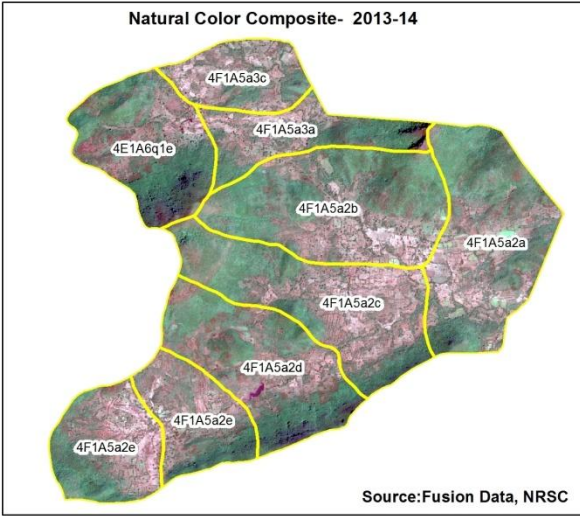 Natural Color Composite- 2013-14
4F1A5a3c
4F1A5a3a
4E1A6q1e
4F1A5a2b
4F1A5a2a
4F1A5a2c
4F1A5a2d
4F1A5a2e
4F1A5a2e
Source:Fusion Data, NRSC